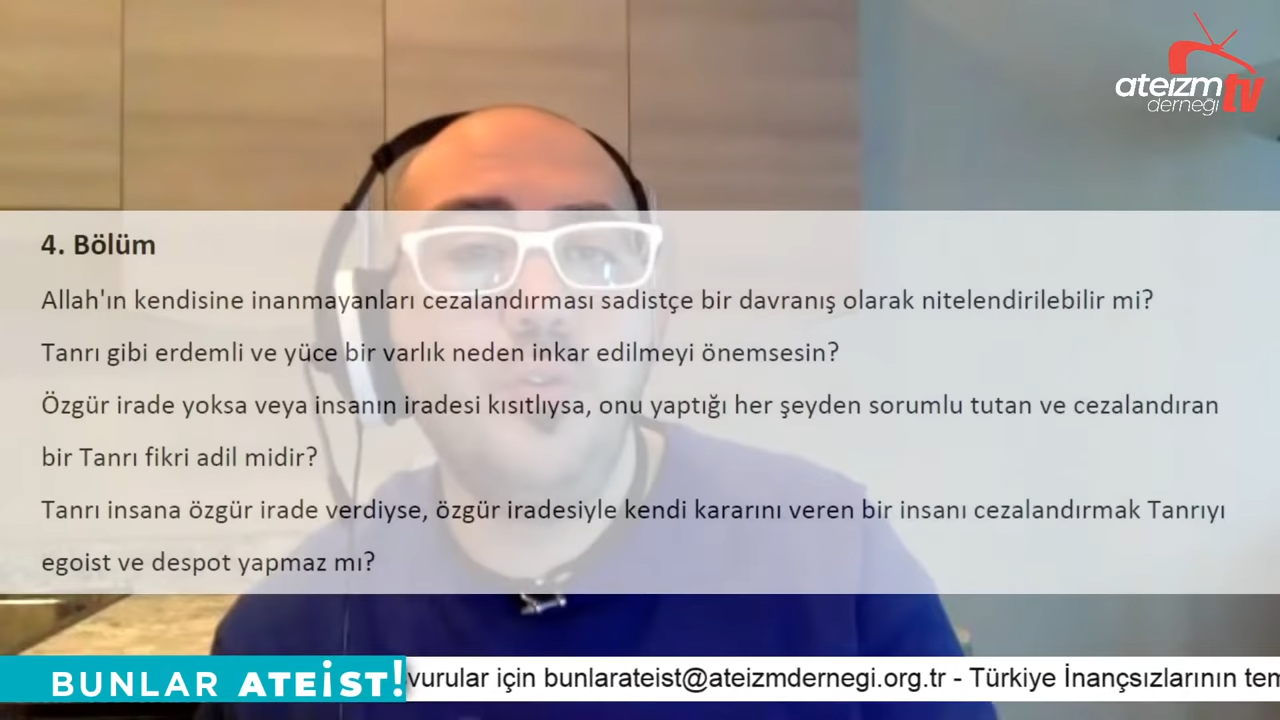 ateizm tv
derneği
4. Bölüm
Allah'ın kendisine inanmayanları cezalandırması sadistçe bir davranış olarak nitelendirilebilir mi?
Tanrı gibi erdemli ve yüce bir varlık neden inkar edilmeyi önemsesin?
Özgür irade yoksa veya insanın iradesi kısıtlıysa, onu yaptığı her şeyden sorumlu tutan ve cezalandıran
bir Tanrı fikri adil midir?
Tanrı insana özgür irade verdiyse, özgür iradesiyle kendi kararını veren bir insanı cezalandırmak Tanrıyı
egoist ve despot yapmaz mı?
BUNLAR ATEİST! vurular için bunlarateist@ateizmdernegi.org.tr - Türkiye İnançsızlarının tem